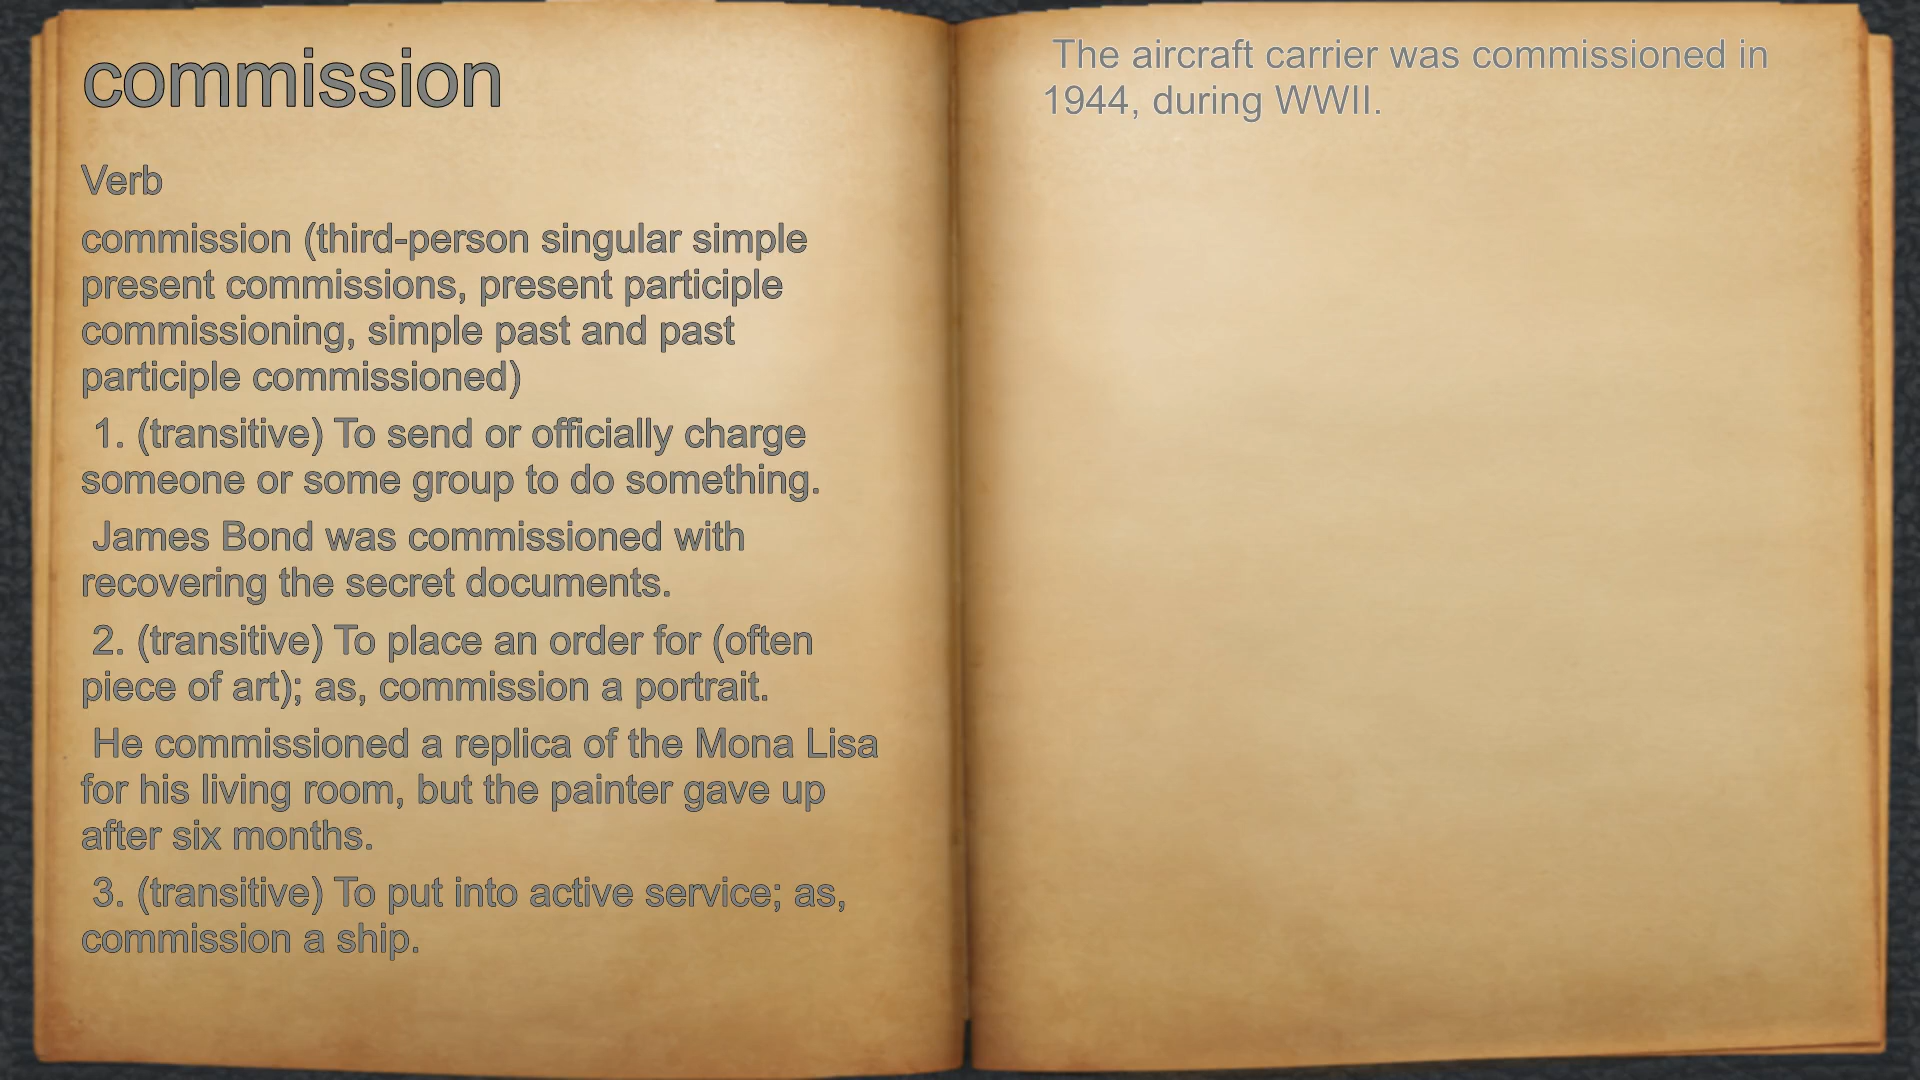 commission
Verb
commission (third-person singular simple
present commissions, present participle
commissioning, simple past and past
participle commissioned)
1. (transitive) To send or officially charge
someone or some group to do something.
James Bond was commissioned with
recovering the secret documents.
2. (transitive) To place an order for (often
piece of art); as, commission a portrait.
He commissioned a replica of the Mona Lisa
for his living room, but the painter gave up
after six months.
3. (transitive) To put into active service; as,
commission a ship.
The aircraft carrier was commissioned in
1944, during WWII.